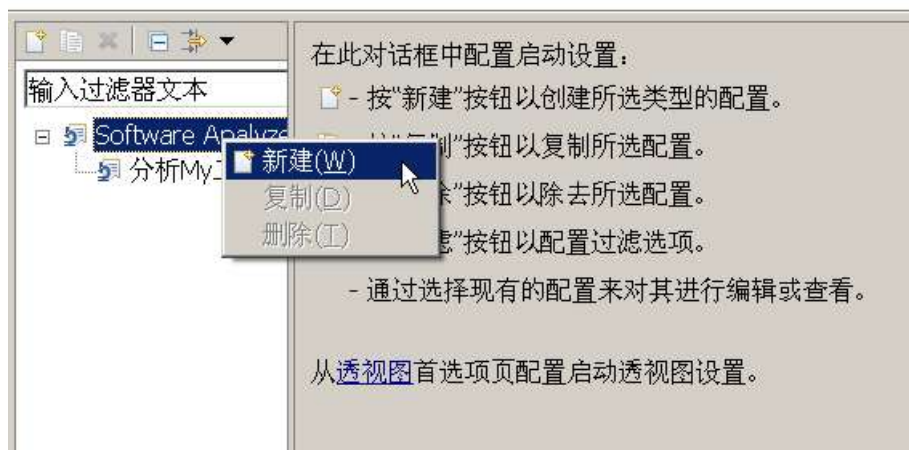 输入过滤器文本
Software Analyze
分析My
新建(W)
复制(D)
删除(T)
在此对话框中配置启动设置：
- 按"新建"按钮以创建所选类型的配置。
"按钮以复制所选配置。
"按钮以除去所选配置。
"按钮以配置过滤选项。
- 通过选择现有的配置来对其进行编辑或查看。
从透视图首选项页配置启动透视图设置。